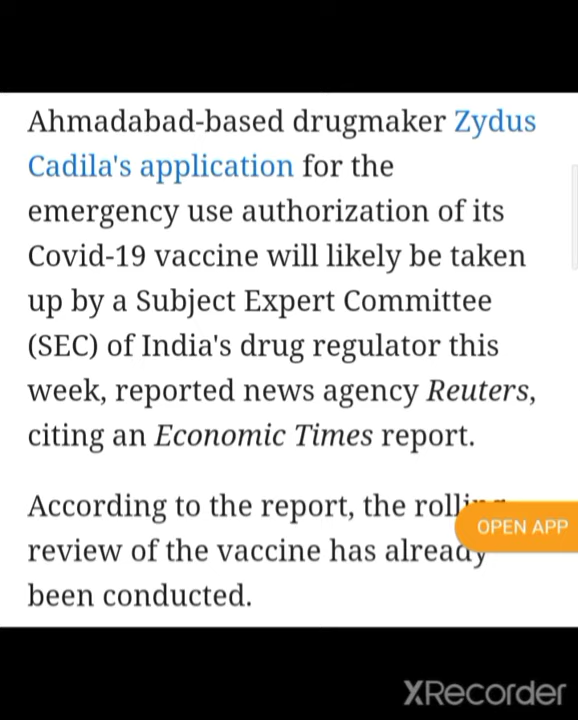 Ahmadabad-based drugmaker Zydus
Cadila's application for the
emergency use authorization of its
Covid-19 vaccine will likely be taken
up by a Subject Expert Committee
(SEC) of India's drug regulator this
week, reported news agency Reuters,
citing an Economic Times report.
According to the report, the rolling
OPEN APP
review of the vaccine has already
been conducted.
XRecorder